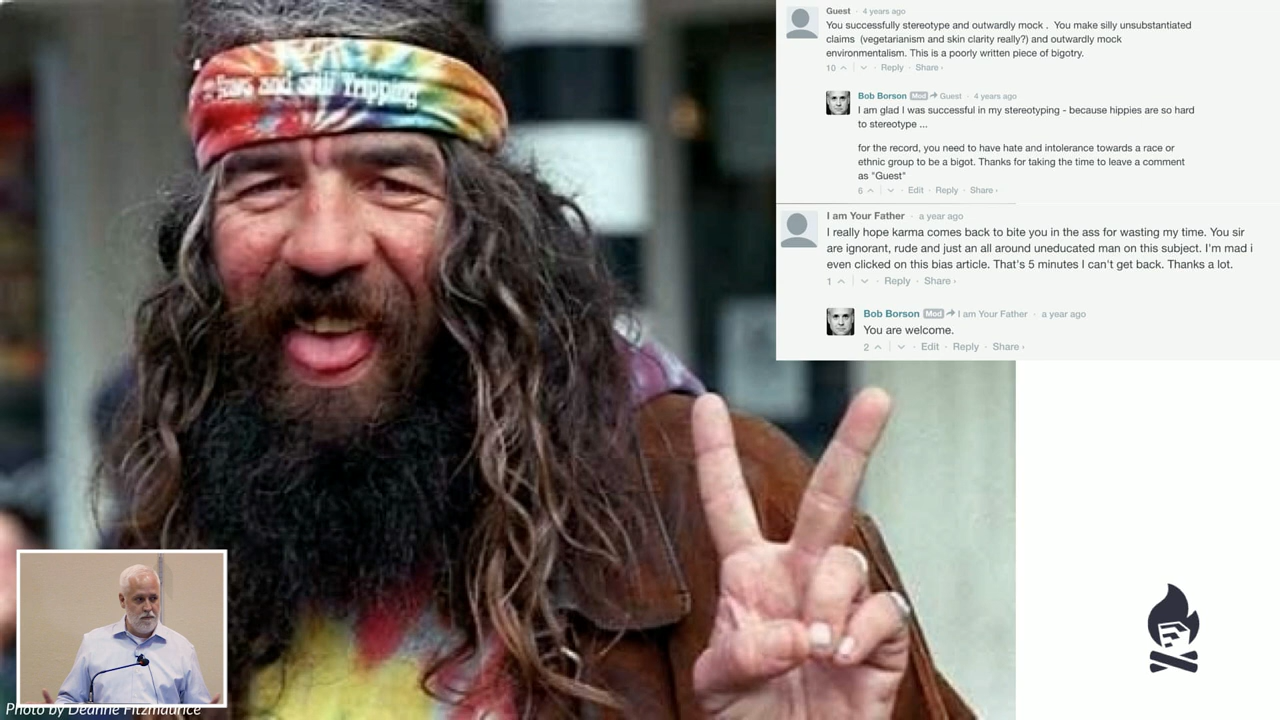 and still Tripping
Guest · 4 years ago
You successfully stereotype and outwardly mock . You make silly unsubstantiated
claims (vegetarianism and skin clarity really?) and outwardly mock
environmentalism. This is a poorly written piece of bigotry.
10 Reply · Share ›
Bob Borson Mod Guest · 4 years ago
I am glad I was successful in my stereotyping - because hippies are so hard
to stereotype ...
for the record, you need to have hate and intolerance towards a race or
ethnic group to be a bigot. Thanks for taking the time to leave a comment
as "Guest"
6 · Edit · Reply · Share ›
I am Your Father · a year ago
I really hope karma comes back to bite you in the ass for wasting my time. You sir
are ignorant, rude and just an all around uneducated man on this subject. I'm mad i
even clicked on this bias article. That's 5 minutes I can't get back. Thanks a lot.
1 Reply · Share ›
Bob Borson Mod I am Your Father · a year ago
You are welcome.
2 · Edit · Reply · Share ›
Photo by Deanne Fitzmaurice